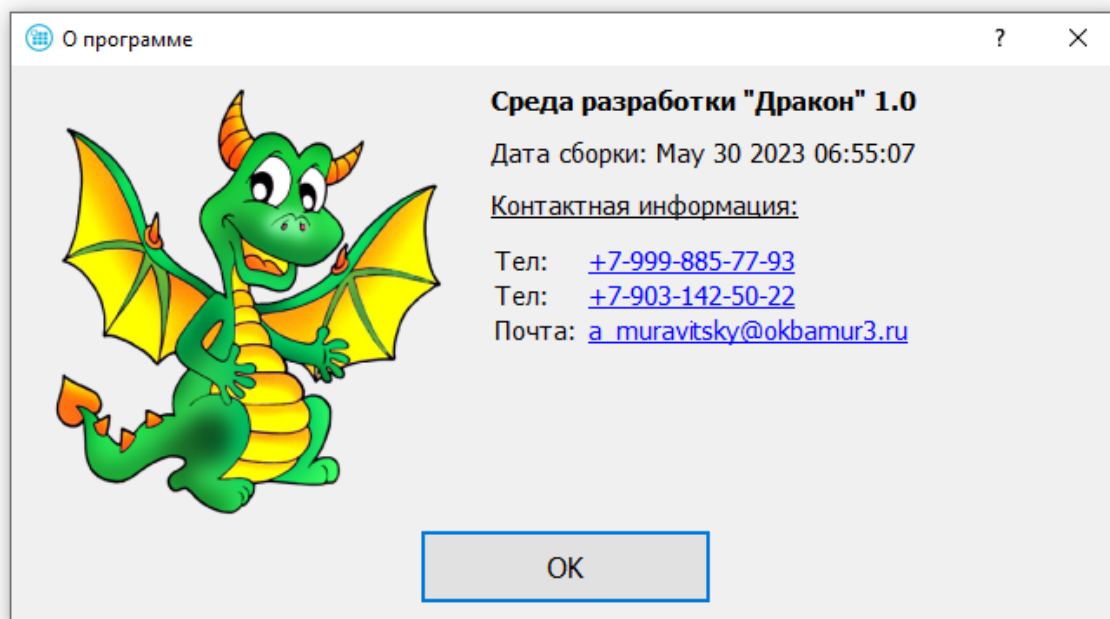 О программе
?
Среда разработки "Дракон" 1.0
Дата сборки: May 30 2023 06:55:07
Контактная информация:
Тел: +7-999-885-77-93
Тел: +7-903-142-50-22
Почта: a_muravitsky@okbamur3.ru
OK